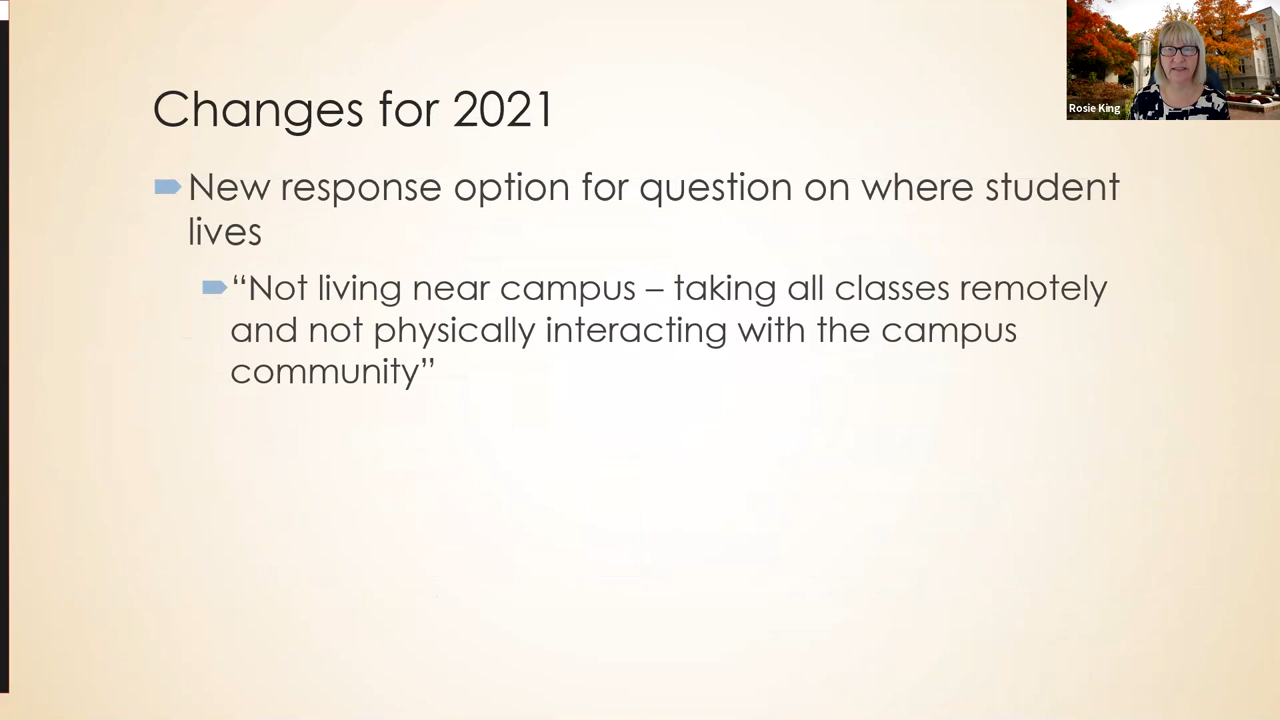 Changes for 2021
New response option for question on where student
lives
“Not living near campus – taking all classes remotely
and not physically interacting with the campus
community”
Rosie King